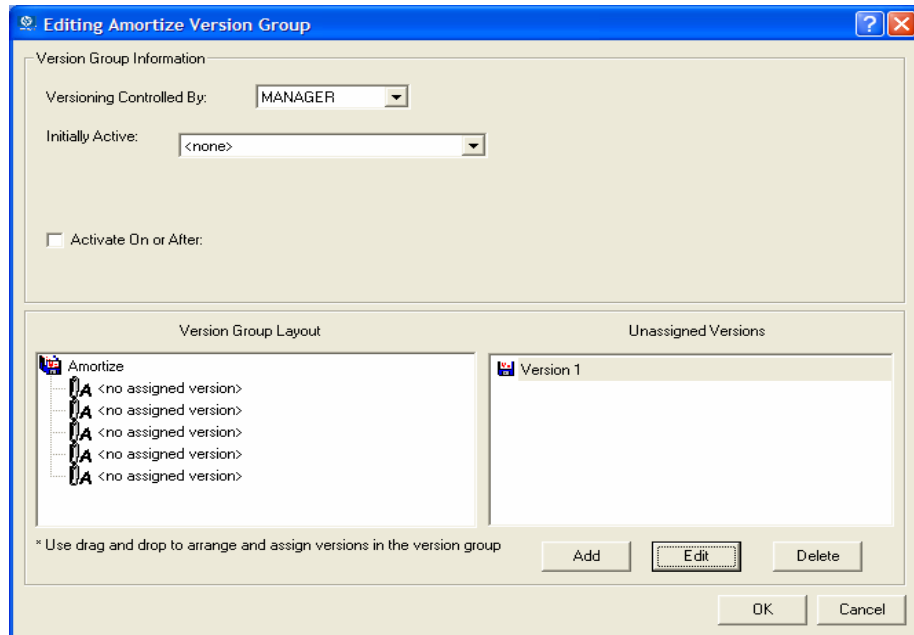 Editing Amortize Version Group
Version Group Information
Versioning Controlled By: MANAGER
Initially Active: <none>
Activate On or After:
Version Group Layout
Amortize
<no assigned version>
<no assigned version>
<no assigned version>
<no assigned version>
<no assigned version>
Unassigned Versions
Version 1
* Use drag and drop to arrange and assign versions in the version group
Add Edit Delete
OK Cancel